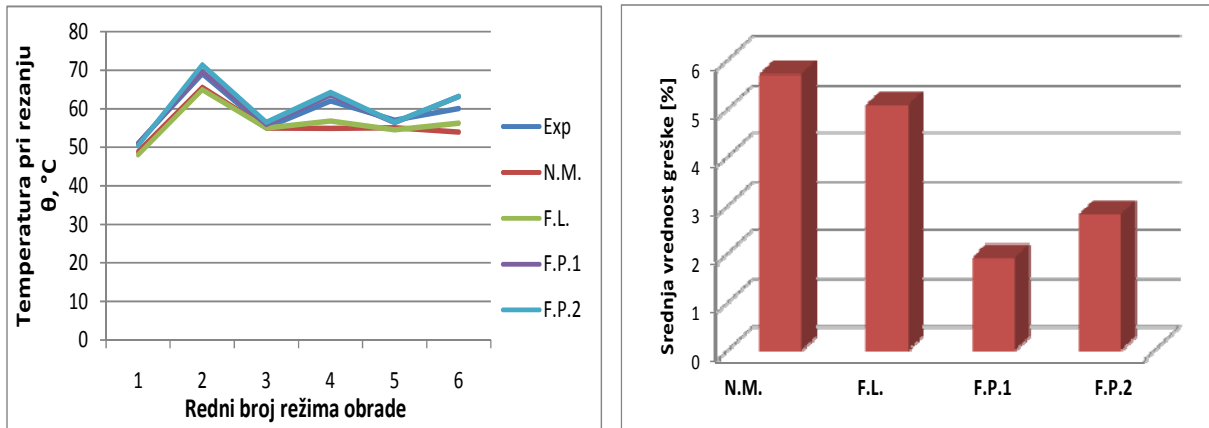 80
70
60
50
40
30
20
10
0
Temperatura pri rezanju
Θ, °C
1 2 3 4 5 6
Redni broj režima obrade
Exp
N.M.
F.L.
F.P.1
F.P.2
Srednja vrednost greške [%]
6
5
4
3
2
1
0
N.M. F.L. F.P.1 F.P.2